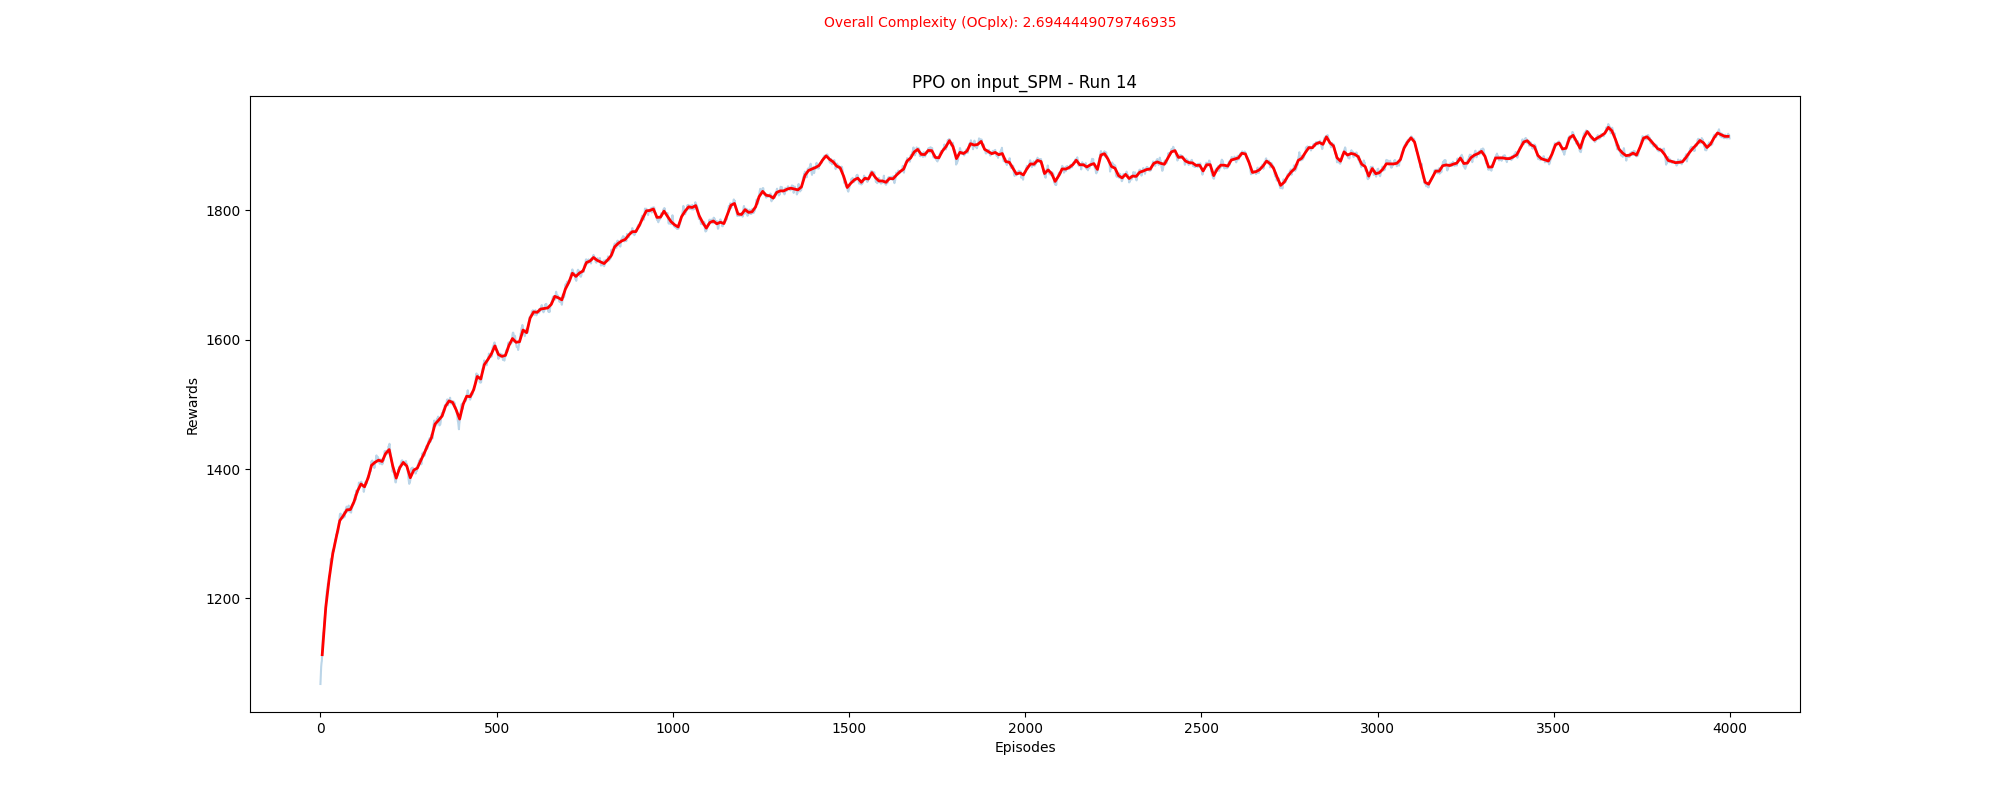 Overall Complexity (OCplx): 2.6944449079746935
PPO on input_SPM - Run 14
1800
1600
1400
1200
Rewards
0 500 1000 1500 2000 2500 3000 3500 4000
Episodes